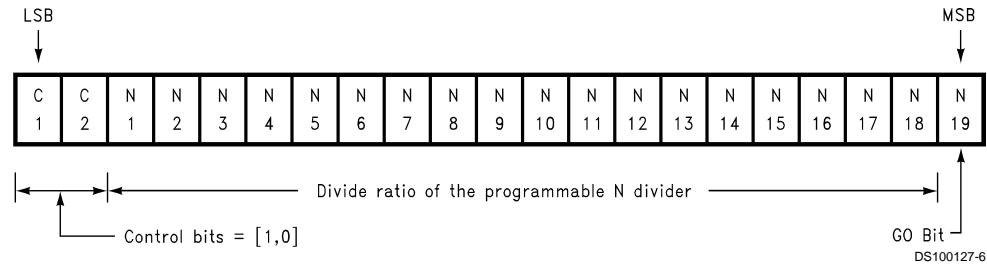 LSB MSB
C C N N N N N N N N N N N N N N N N N N N
1 2 1 2 3 4 5 6 7 8 9 10 11 12 13 14 15 16 17 18 19
Divide ratio of the programmable N divider
Control bits = [1,0] GO Bit
DS100127-6